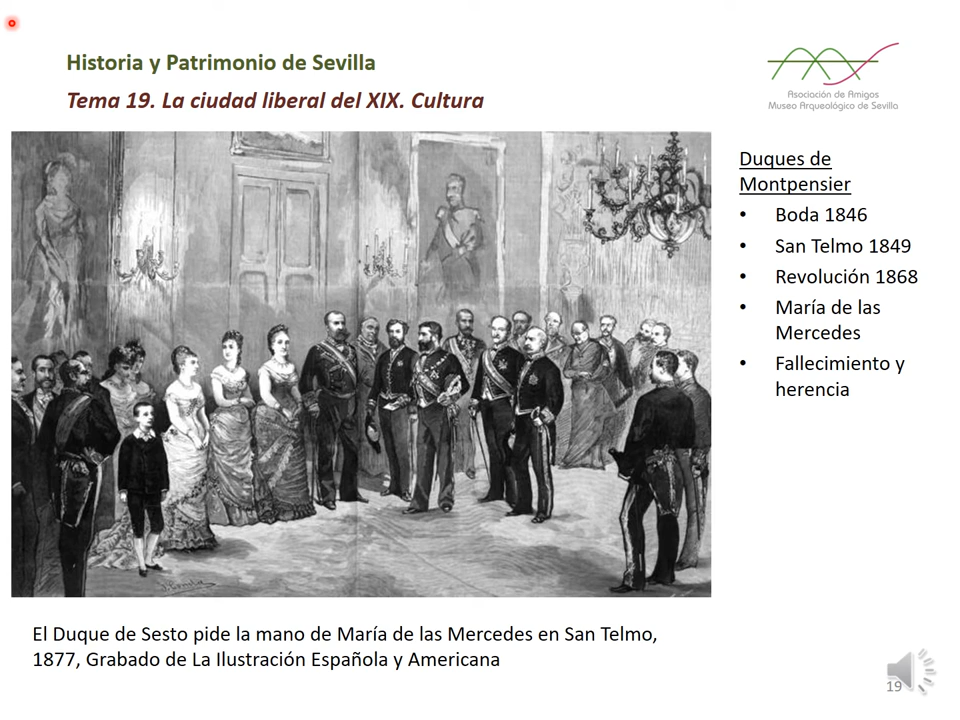 Historia y Patrimonio de Sevilla
Tema 19. La ciudad liberal del XIX. Cultura
Asociación de Amigos
Museo Arqueológico de Sevilla
Duques de
Montpensier
• Boda 1846
• San Telmo 1849
• Revolución 1868
• María de las
Mercedes
• Fallecimiento y
herencia
El Duque de Sesto pide la mano de María de las Mercedes en San Telmo,
1877, Grabado de La Ilustración Española y Americana
19